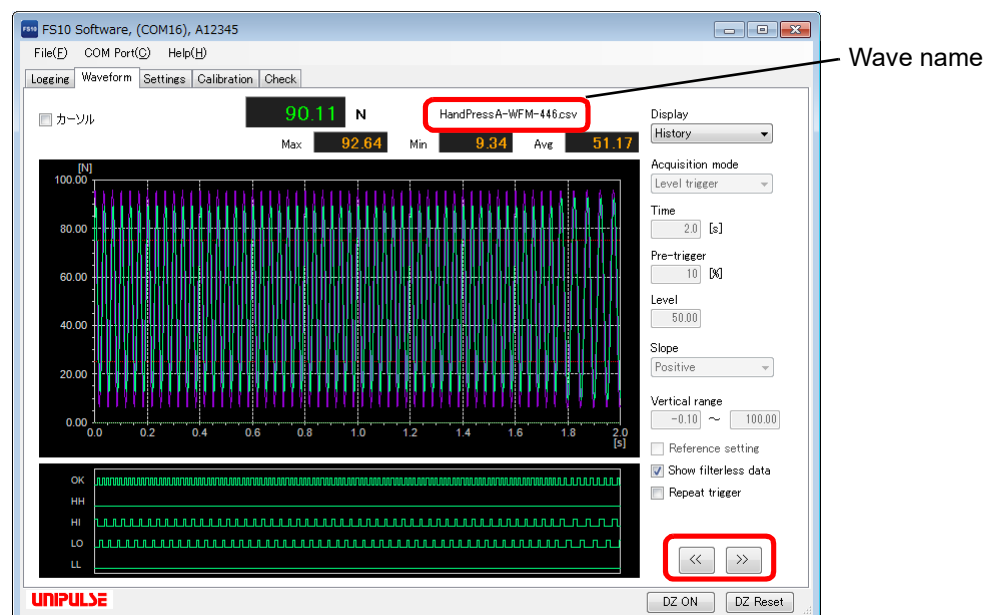 FS10 Software, (COM16), A12345
File(F) COM Port(C) Help(H)
Wave name
Logging Waveform Settings Calibration Check
カーソル
90.11 N
HandPressA-WFM-446.csv
Max 92.64 Min 9.34 Avg 51.17
Display
History
Acquisition mode
Level trigger
Time
2.0 [s]
Pre-trigger
10 [%]
Level
50.00
Slope
Positive
Vertical range
-0.10 ~ 100.00
Reference setting
Show filterless data
Repeat trigger
<< >>
[N]
100.00
80.00
60.00
40.00
20.00
0.00
0.0 0.2 0.4 0.6 0.8 1.0 1.2 1.4 1.6 1.8 2.0
[s]
OK
HH
HI
LO
LL
UNIPULSE
DZ ON DZ Reset